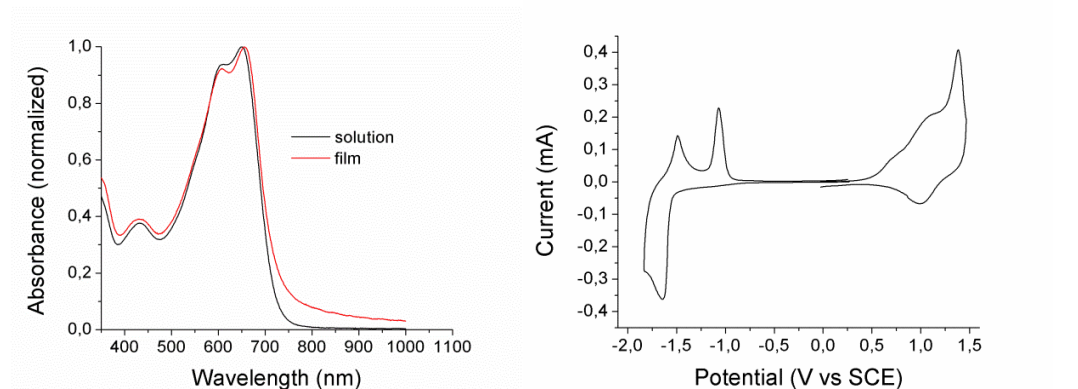 1,0
0,8
0,6
0,4
0,2
0,0
400 500 600 700 800 900 1000 1100
Absorbance (normalized)
Wavelength (nm)
solution
film
0,4
0,3
0,2
0,1
0,0
-0,1
-0,2
-0,3
-0,4
-2,0 -1,5 -1,0 -0,5 0,0 0,5 1,0 1,5
Current (mA)
Potential (V vs SCE)